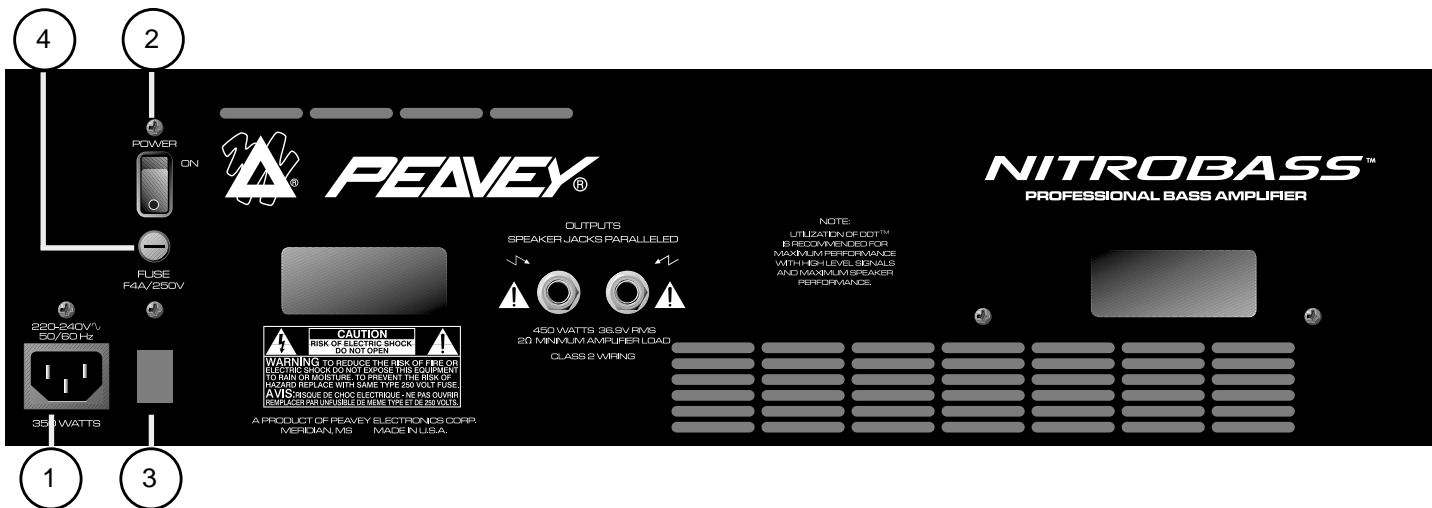 4
2
POWER
ON
PEAVEY®
®
NITROBASS™
PROFESSIONAL BASS AMPLIFIER
OUTPUTS
SPEAKER JACKS PARALLELED
NOTE:
UTILIZATION OF DDT™
IS RECOMMENDED FOR
MAXIMUM PERFORMANCE
WITH HIGH LEVEL SIGNALS
AND MAXIMUM SPEAKER
PERFORMANCE.
FUSE
F4A/250V
220-240V∿
50/60 Hz
350 WATTS
450 WATTS 36.9V RMS
2Ω MINIMUM AMPLIFIER LOAD
CLASS 2 WIRING
CAUTION
RISK OF ELECTRIC SHOCK
DO NOT OPEN
WARNING TO REDUCE THE RISK OF FIRE OR
ELECTRIC SHOCK DO NOT EXPOSE THIS EQUIPMENT
TO RAIN OR MOISTURE. TO PREVENT THE RISK OF
HAZARD REPLACE WITH SAME TYPE 250 VOLT FUSE.
AVIS: RISQUE DE CHOC ELECTRIQUE - NE PAS OUVRIR
REMPLACER PAR UNFUSIBLE DE MEME TYPE ET DE 250 VOLTS.
A PRODUCT OF PEAVEY ELECTRONICS CORP.
MERIDIAN, MS MADE IN U.S.A.
1
3